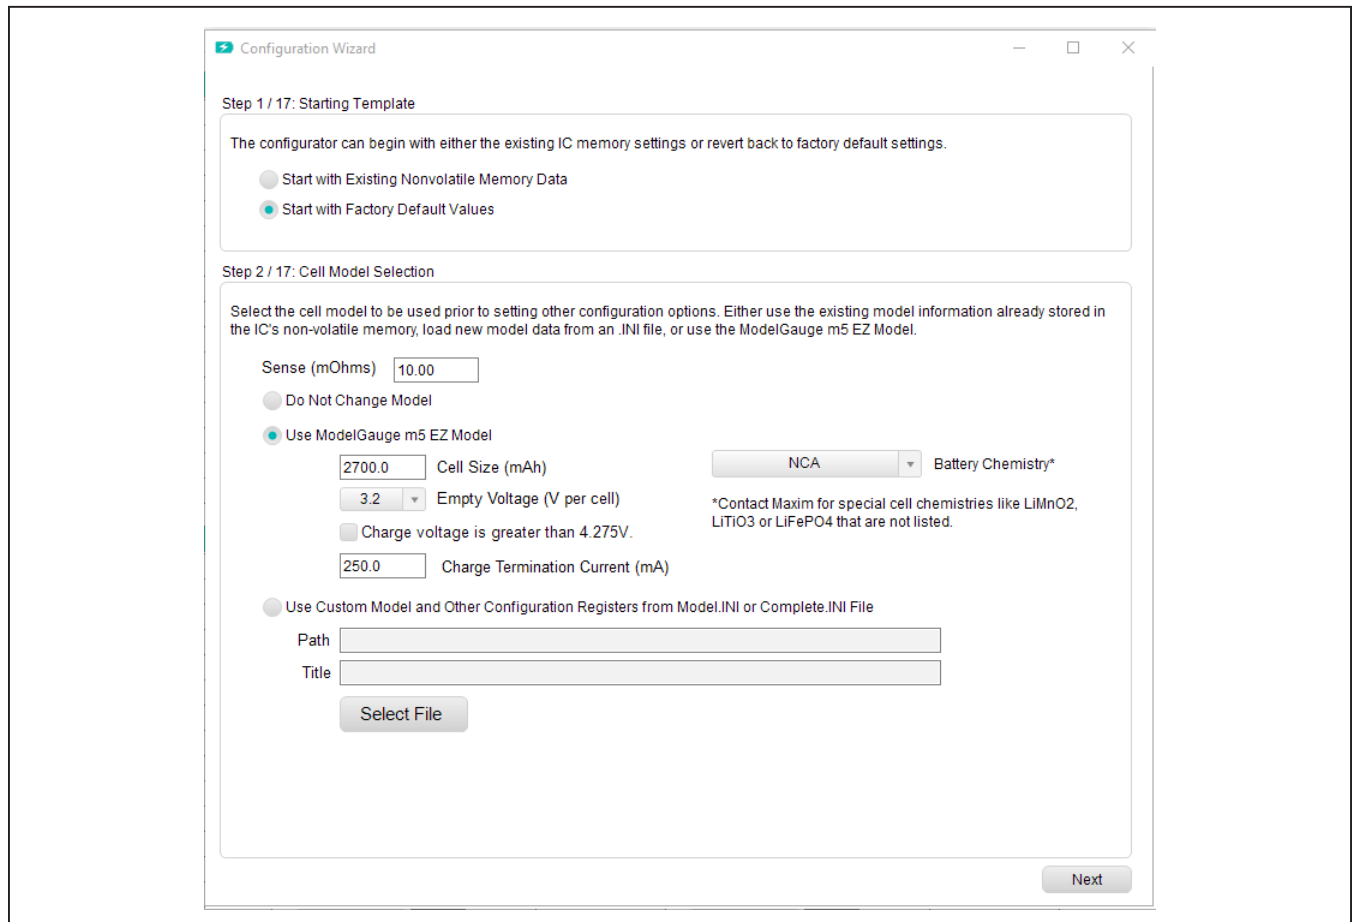 Configuration Wizard
Step 1 / 17: Starting Template
The configurator can begin with either the existing IC memory settings or revert back to factory default settings.
Start with Existing Nonvolatile Memory Data
Start with Factory Default Values
Step 2 / 17: Cell Model Selection
Select the cell model to be used prior to setting other configuration options. Either use the existing model information already stored in
the IC's non-volatile memory, load new model data from an .INI file, or use the ModelGauge m5 EZ Model.
Sense (mOhms) 10.00
Do Not Change Model
Use ModelGauge m5 EZ Model
2700.0 Cell Size (mAh)
NCA Battery Chemistry*
3.2 Empty Voltage (V per cell)
*Contact Maxim for special cell chemistries like LiMnO2,
LiTiO3 or LiFePO4 that are not listed.
Charge voltage is greater than 4.275V.
250.0 Charge Termination Current (mA)
Use Custom Model and Other Configuration Registers from Model.INI or Complete.INI File
Path
Title
Select File
Next